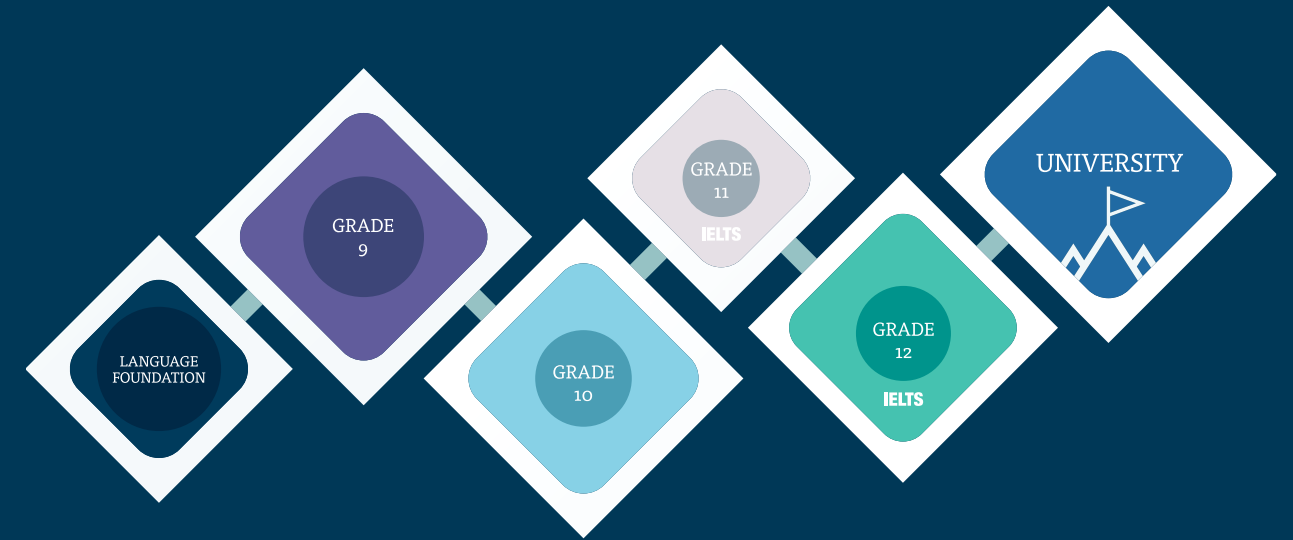 LANGUAGE
FOUNDATION
GRADE
9
GRADE
10
GRADE
11
IELTS
GRADE
12
IELTS
UNIVERSITY